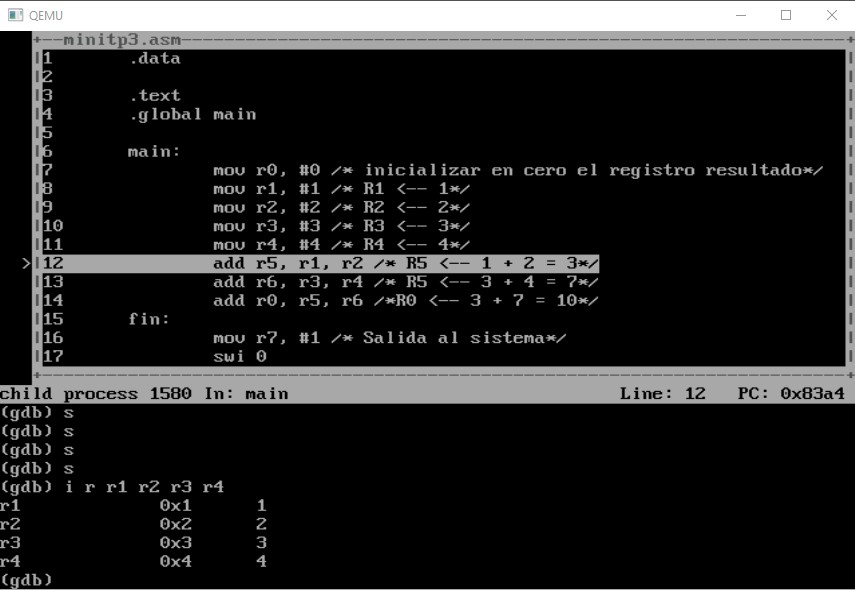 QEMU
minitp3.asm
1 .data
2
3 .text
4 .global main
5
6 main:
7 mov r0, #0 /* inicializar en cero el registro resultado*/
8 mov r1, #1 /* R1 <-- 1*/
9 mov r2, #2 /* R2 <-- 2*/
10 mov r3, #3 /* R3 <-- 3*/
11 mov r4, #4 /* R4 <-- 4*/
>12 add r5, r1, r2 /* R5 <-- 1 + 2 = 3*/
13 add r6, r3, r4 /* R5 <-- 3 + 4 = 7*/
14 add r0, r5, r6 /*R0 <-- 3 + 7 = 10*/
15 fin:
16 mov r7, #1 /* Salida al sistema*/
17 swi 0
child process 1580 In: main Line: 12 PC: 0x83a4
(gdb) s
(gdb) s
(gdb) s
(gdb) s
(gdb) i r r1 r2 r3 r4
r1 0x1 1
r2 0x2 2
r3 0x3 3
r4 0x4 4
(gdb)